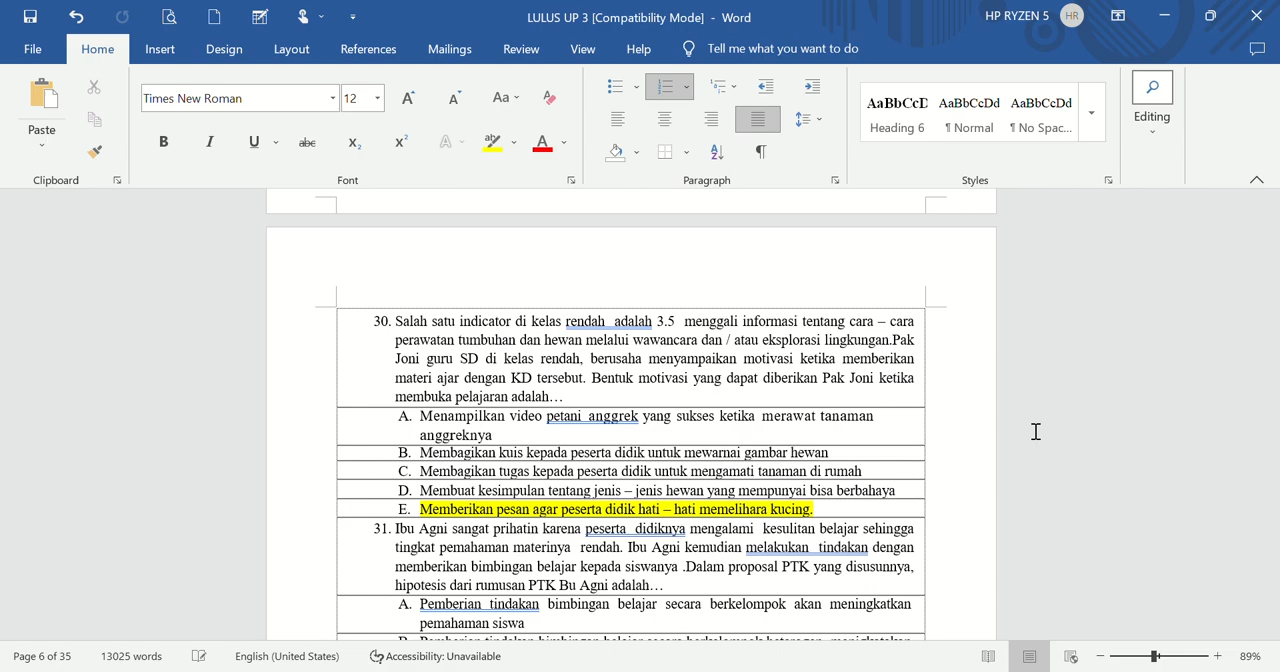 LULUS UP 3 [Compatibility Mode] - Word
HP RYZEN 5 HR
File Home Insert Design Layout References Mailings Review View Help Tell me what you want to do
Paste
Clipboard
Times New Roman 12
Aa
B I U abc X₂ X² A ab A
Font
Paragraph
AaBbCcD AaBbCcDd AaBbCcDd
Heading 6 ¶ Normal ¶ No Spac...
Styles
Editing
30. Salah satu indicator di kelas rendah adalah 3.5 menggali informasi tentang cara – cara
perawatan tumbuhan dan hewan melalui wawancara dan / atau eksplorasi lingkungan.Pak
Joni guru SD di kelas rendah, berusaha menyampaikan motivasi ketika memberikan
materi ajar dengan KD tersebut. Bentuk motivasi yang dapat diberikan Pak Joni ketika
membuka pelajaran adalah…
A. Menampilkan video petani anggrek yang sukses ketika merawat tanaman
anggreknya
B. Membagikan kuis kepada peserta didik untuk mewarnai gambar hewan
C. Membagikan tugas kepada peserta didik untuk mengamati tanaman di rumah
D. Membuat kesimpulan tentang jenis – jenis hewan yang mempunyai bisa berbahaya
E. Memberikan pesan agar peserta didik hati – hati memelihara kucing.
31. Ibu Agni sangat prihatin karena peserta didiknya mengalami kesulitan belajar sehingga
tingkat pemahaman materinya rendah. Ibu Agni kemudian melakukan tindakan dengan
memberikan bimbingan belajar kepada siswanya .Dalam proposal PTK yang disusunnya,
hipotesis dari rumusan PTK Bu Agni adalah…
A. Pemberian tindakan bimbingan belajar secara berkelompok akan meningkatkan
pemahaman siswa
Page 6 of 35 13025 words English (United States) Accessibility: Unavailable 89%